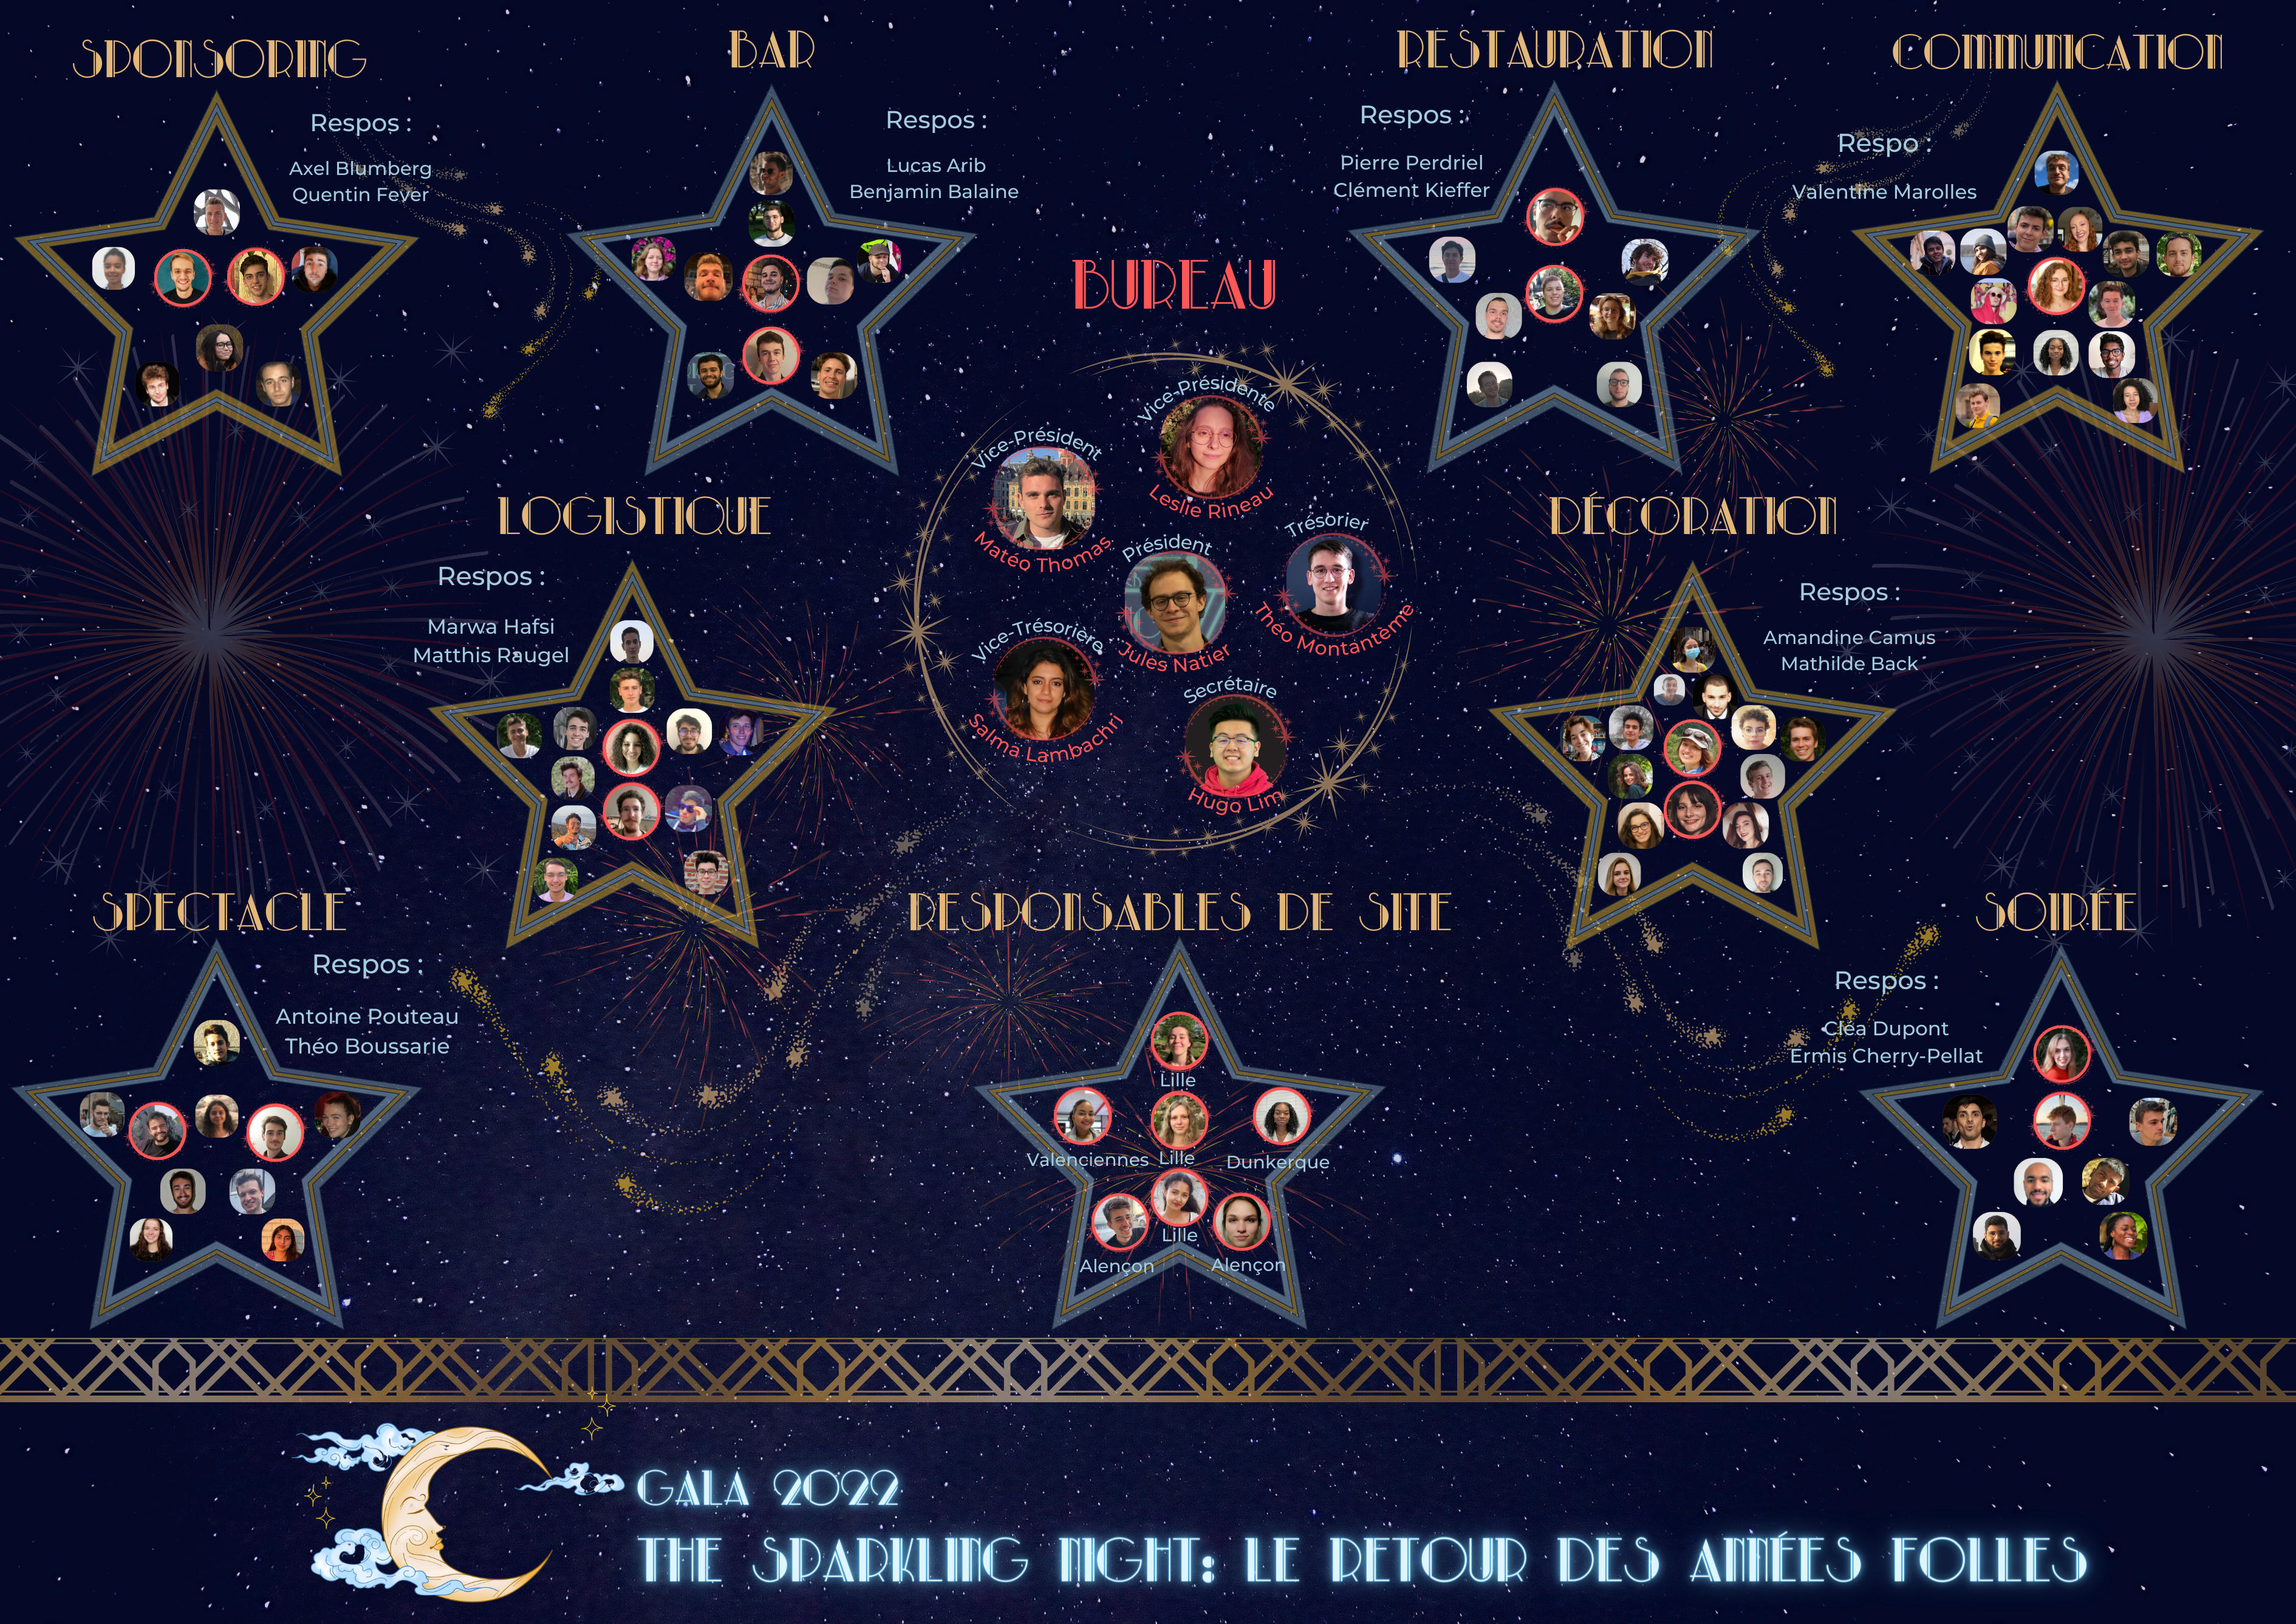 SPONSORING
Respos :
Axel Blumberg
Quentin Fever
BAR
Respos :
Lucas Arib
Benjamin Balaine
RESTAURATION
Respos :
Pierre Perdriel
Clément Kieffer
COMMUNICATION
Respo :
Valentine Marolles
BUREAU
Vice-Présidente
Leslie Rineau
Vice-Président
Matéo Thomas
Trésorier
Théo Montanteme
Président
Jules Natier
Vice-Trésorière
Salma Lambachri
Secrétaire
Hugo Lim
LOGISTIQUE
Respos :
Marwa Hafsi
Matthis Raugel
DÉCORATION
Respos :
Amandine Camus
Mathilde Back
SPECTACLE
Respos :
Antoine Pouteau
Théo Boussarie
RESPONSABLES DE SITE
Lille
Valenciennes
Lille
Dunkerque
Lille
Alençon
Alençon
SOIRÉE
Respos :
Cléa Dupont
Ermis Cherry-Pellat
GALA 2022
THE SPARKLING NIGHT: LE RETOUR DES ANNÉES FOLLES